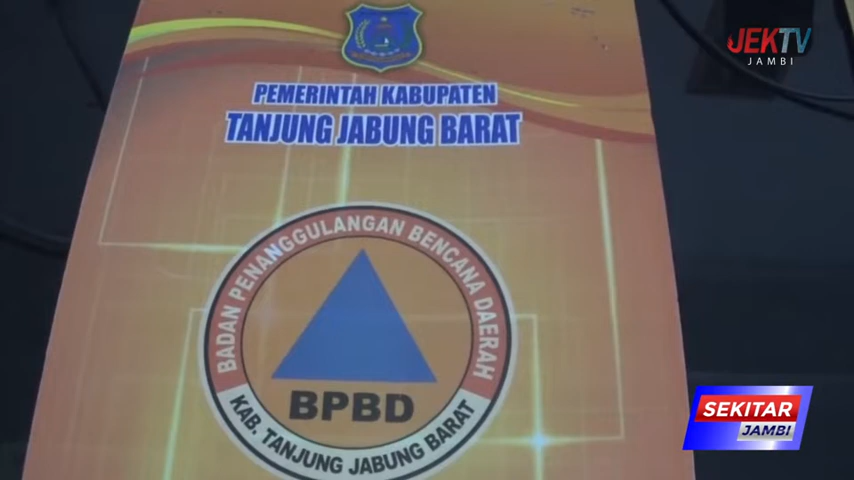 JEKTV
JAMBI
PEMERINTAH KABUPATEN
TANJUNG JABUNG BARAT
BADAN PENANGGULANGAN BENCANA DAERAH
BPBD
KAB. TANJUNG JABUNG BARAT
SEKITAR
JAMBI